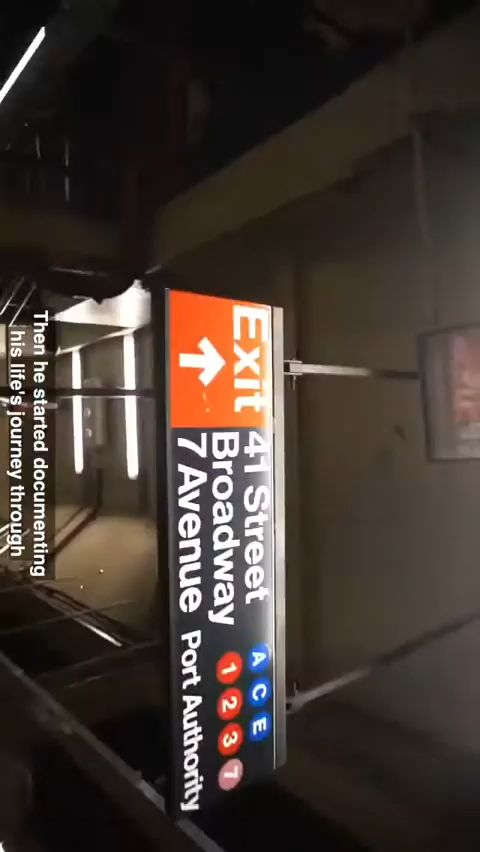 Exit
41 Street
Broadway
7 Avenue
A C E
1 2 3 7
Port Authority
Then he started documenting
his life's journey through